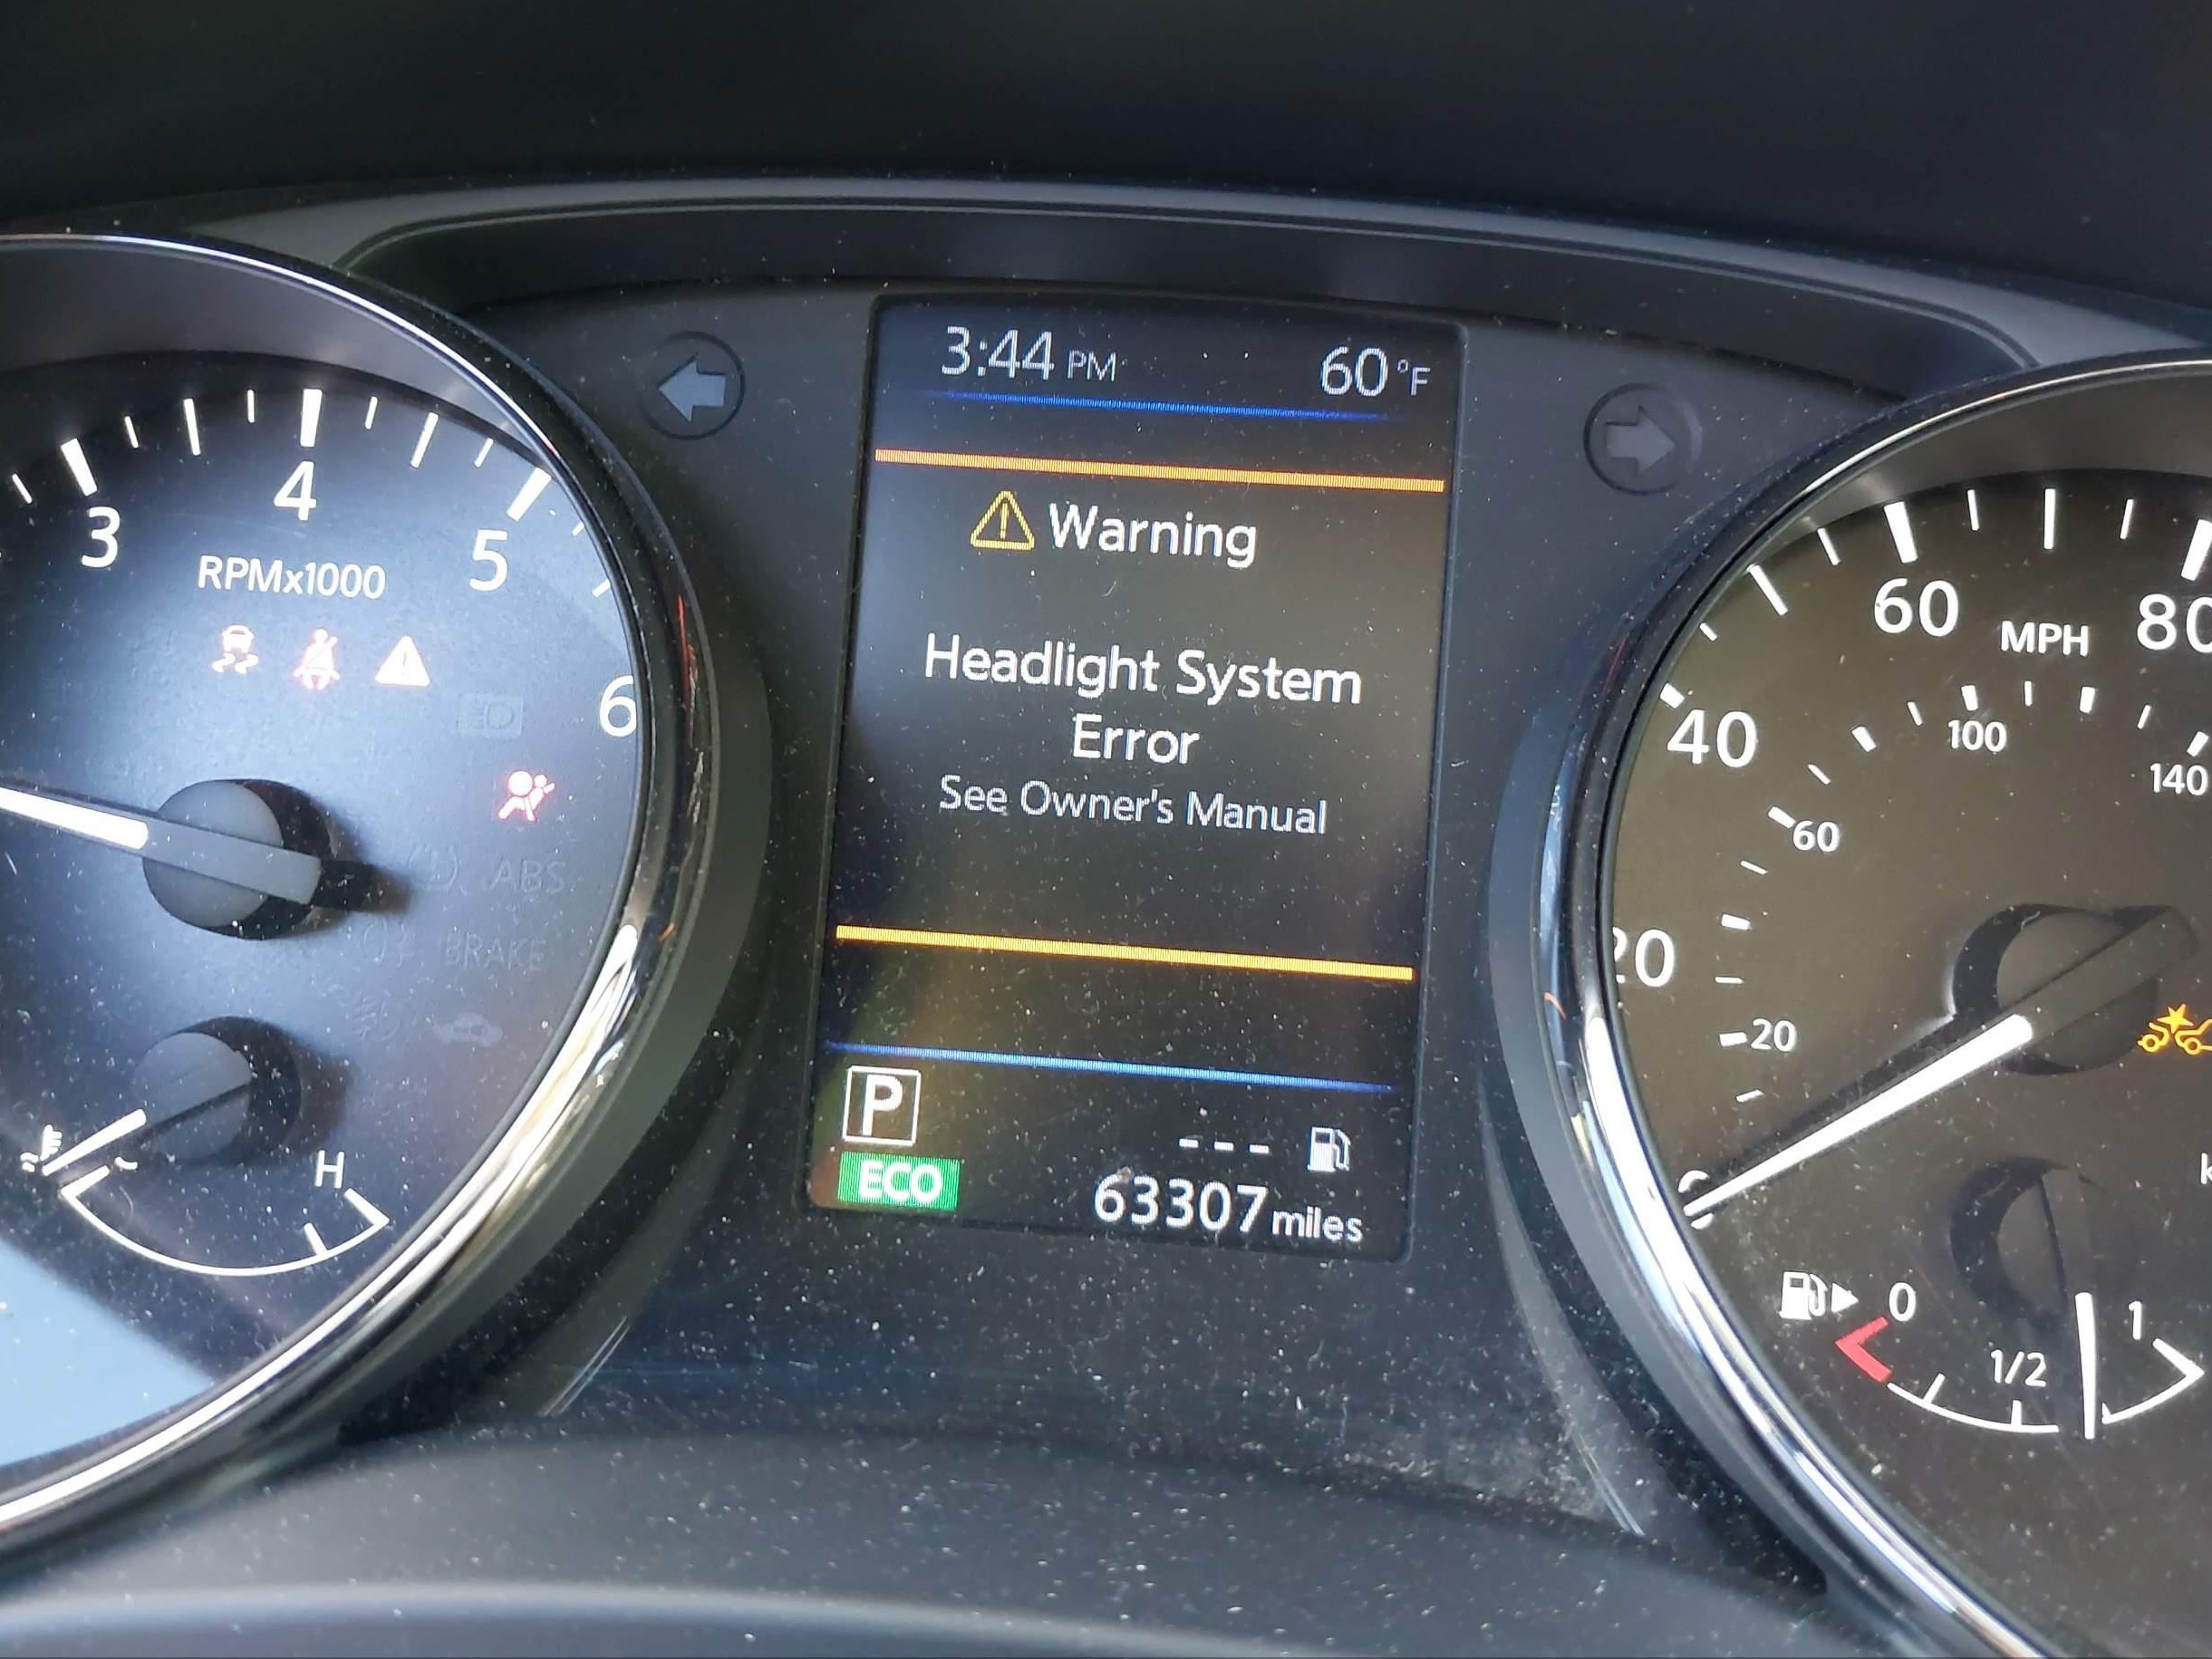 3:44 PM 60°F
Warning
Headlight System
Error
See Owner's Manual
P
--- 
ECO
63307 miles
3
4
5
6
RPMx1000
ABS
BRAKE
H
20
40
60
80
MPH
20
60
100
140
0
1/2
1